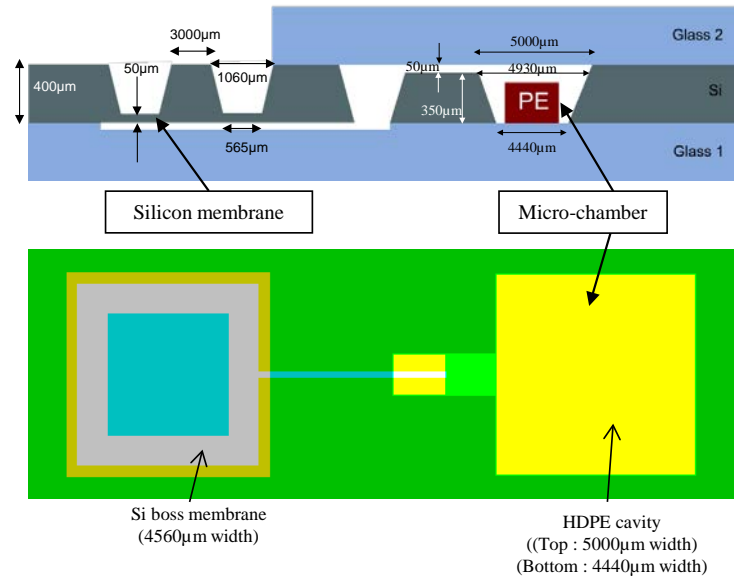 Glass 2
3000µm
5000µm
50µm
1060µm
50µm
4930µm
400µm
PE
Si
350µm
565µm
4440µm
Glass 1
Silicon membrane
Micro-chamber
Si boss membrane
(4560µm width)
HDPE cavity
((Top : 5000µm width)
(Bottom : 4440µm width)